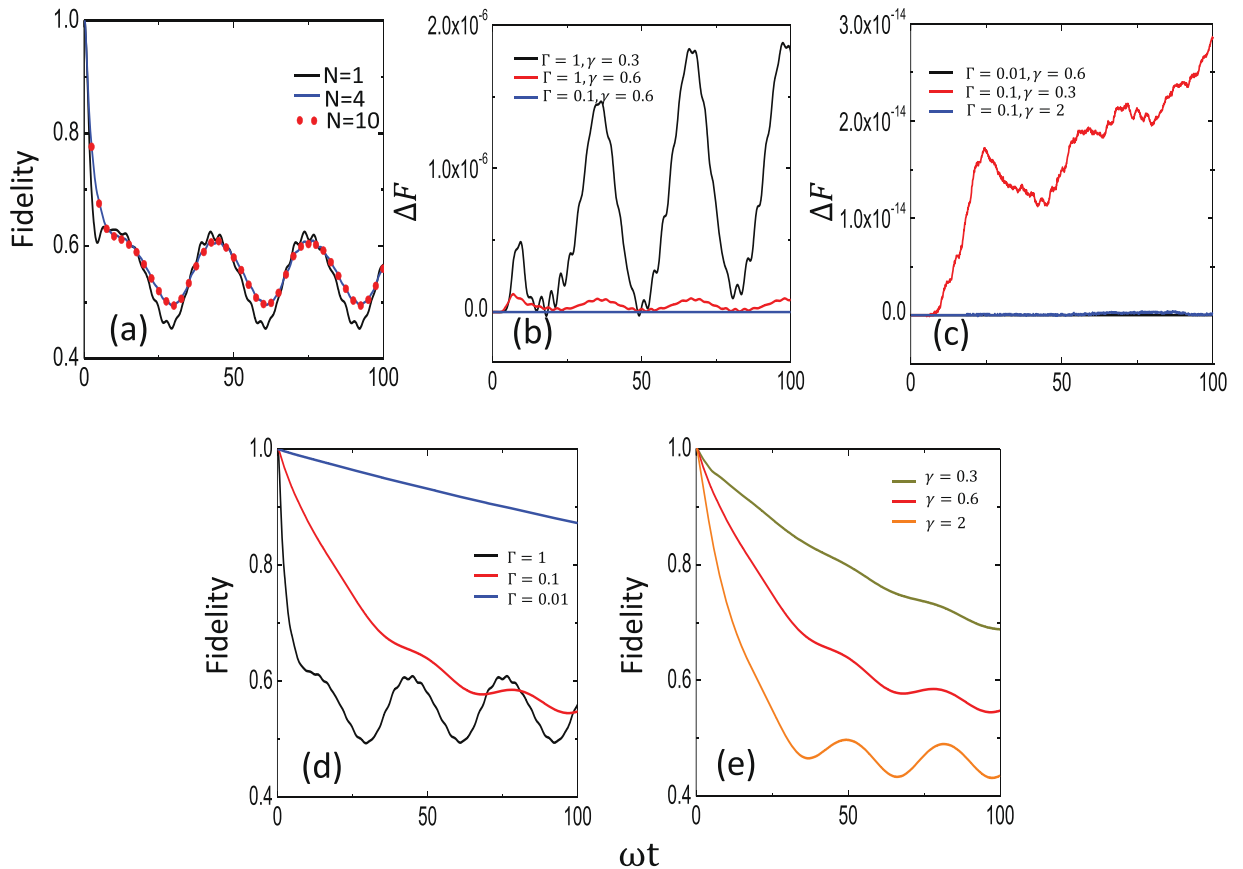 1.0
0.8
0.6
0.4
Fidelity
N=1
N=4
N=10
(a)
0
50
100
2.0x10⁻⁶
1.0x10⁻⁶
0.0
ΔF
Γ = 1, γ = 0.3
Γ = 1, γ = 0.6
Γ = 0.1, γ = 0.6
(b)
0
50
100
3.0x10⁻¹⁴
2.0x10⁻¹⁴
1.0x10⁻¹⁴
0.0
ΔF
Γ = 0.01, γ = 0.6
Γ = 0.1, γ = 0.3
Γ = 0.1, γ = 2
(c)
0
50
100
1.0
0.8
0.6
0.4
Fidelity
Γ = 1
Γ = 0.1
Γ = 0.01
(d)
0
50
100
1.0
0.8
0.6
0.4
Fidelity
γ = 0.3
γ = 0.6
γ = 2
(e)
0
50
100
ωt